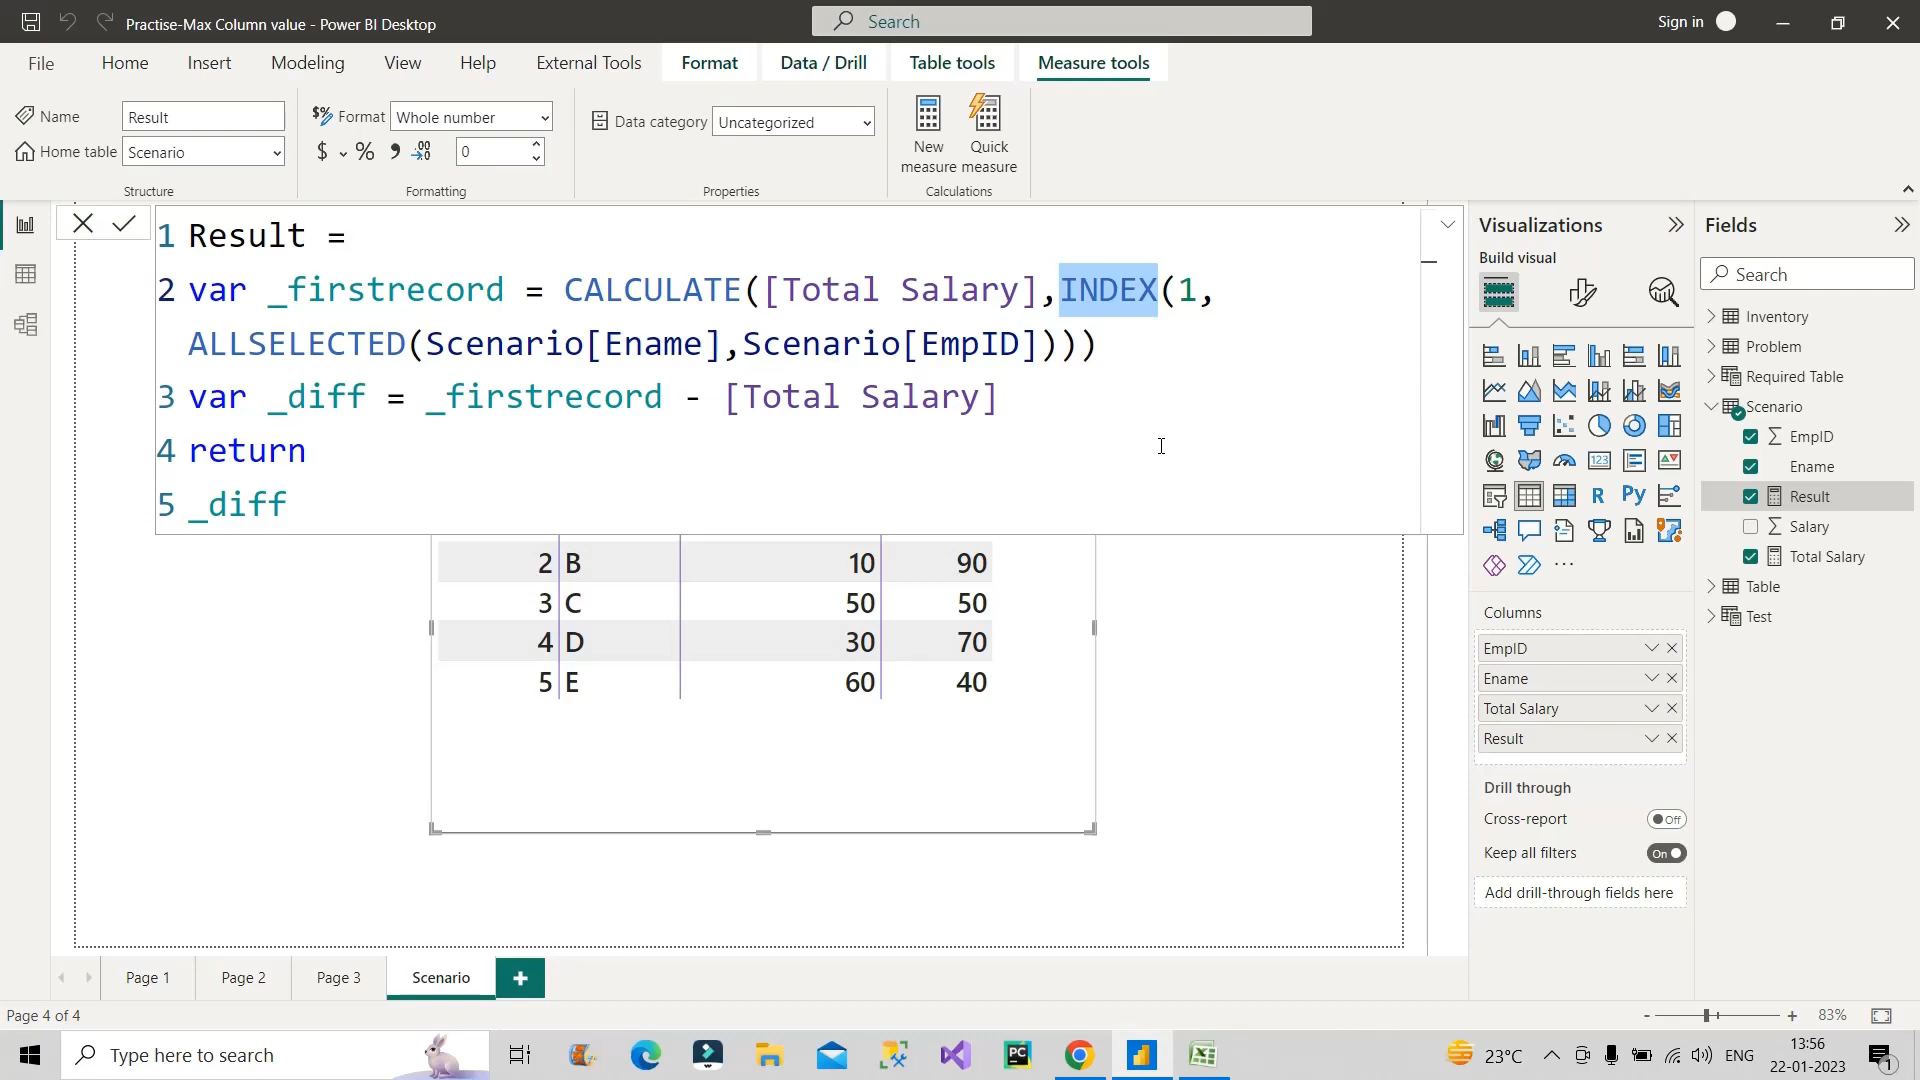 Practise-Max Column value - Power BI Desktop
Search
Sign in
File
Home
Insert
Modeling
View
Help
External Tools
Format
Data / Drill
Table tools
Measure tools
Name
Result
Home table
Scenario
Structure
$%
Format
Whole number
$
%
,
.00
0
Formatting
Data category
Uncategorized
Properties
New
measure
Quick
measure
Calculations
1 Result =
2 var _firstrecord = CALCULATE([Total Salary],INDEX(1,
ALLSELECTED(Scenario[Ename],Scenario[EmpID])))
3 var _diff = _firstrecord - [Total Salary]
4 return
5 _diff
2 B 10 90
3 C 50 50
4 D 30 70
5 E 60 40
Visualizations
Build visual
123
R
Py
...
Columns
EmpID
Ename
Total Salary
Result
Drill through
Cross-report
Off
Keep all filters
On
Add drill-through fields here
Fields
Search
Inventory
Problem
Required Table
Scenario
EmpID
Ename
Result
Salary
Total Salary
Table
Test
Page 1
Page 2
Page 3
Scenario
+
Page 4 of 4
- + 83%
Type here to search
PC
23°C
ENG
13:56
22-01-2023
1